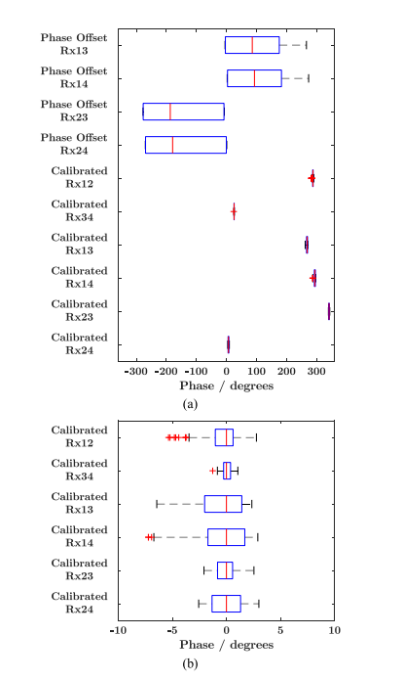 Phase Offset
Rx13
Phase Offset
Rx14
Phase Offset
Rx23
Phase Offset
Rx24
Calibrated
Rx12
Calibrated
Rx34
Calibrated
Rx13
Calibrated
Rx14
Calibrated
Rx23
Calibrated
Rx24
-300 -200 -100 0 100 200 300
Phase / degrees
(a)
Calibrated
Rx12
Calibrated
Rx34
Calibrated
Rx13
Calibrated
Rx14
Calibrated
Rx23
Calibrated
Rx24
-10 -5 0 5 10
Phase / degrees
(b)